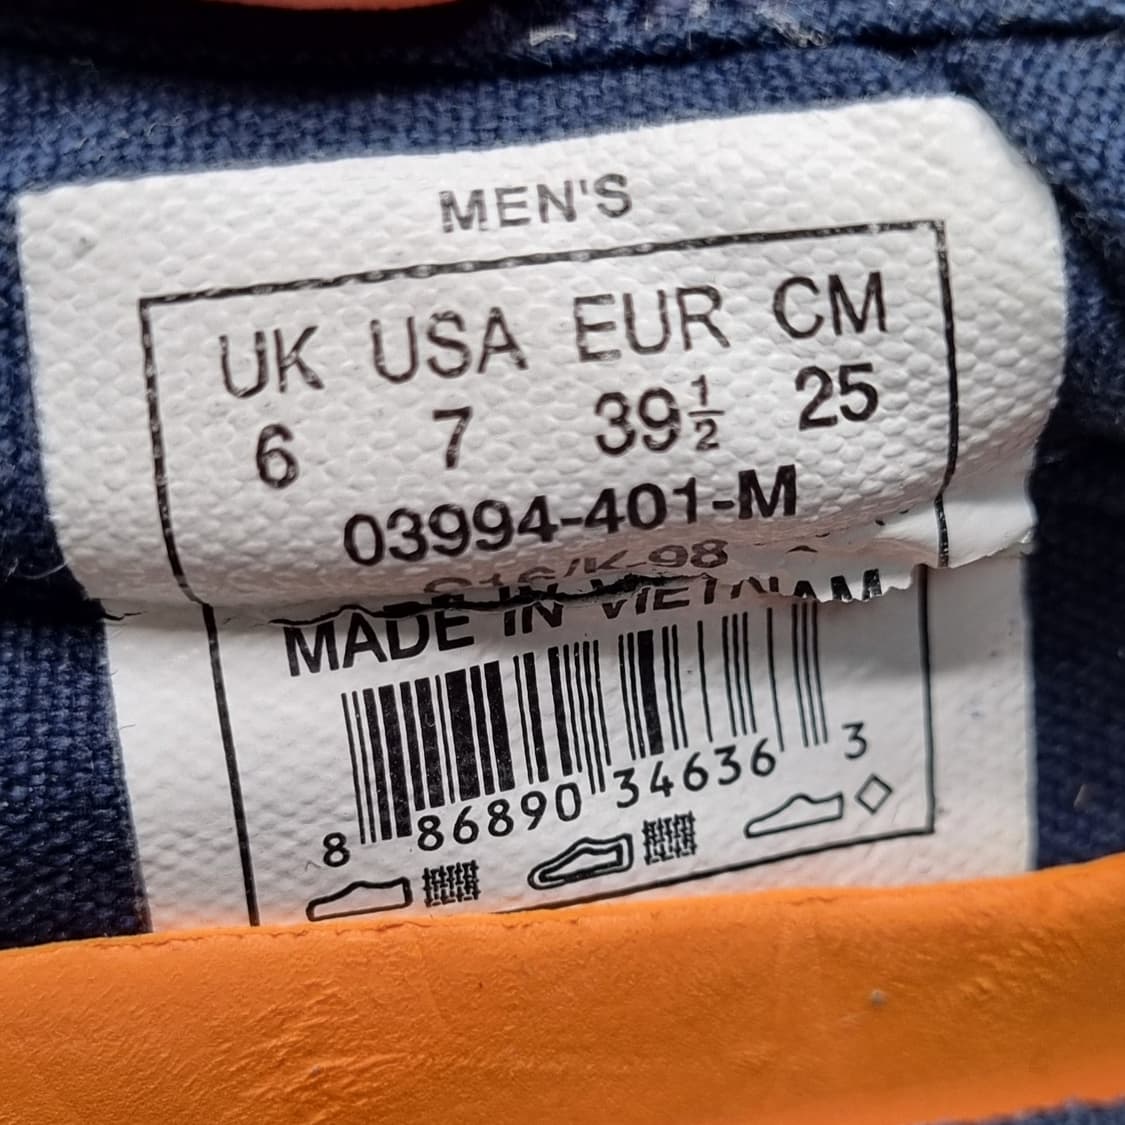 MEN'S
UK USA EUR CM
6 7 39½ 25
03994-401-M
MADE IN VIETNAM
8 86890 34636 3